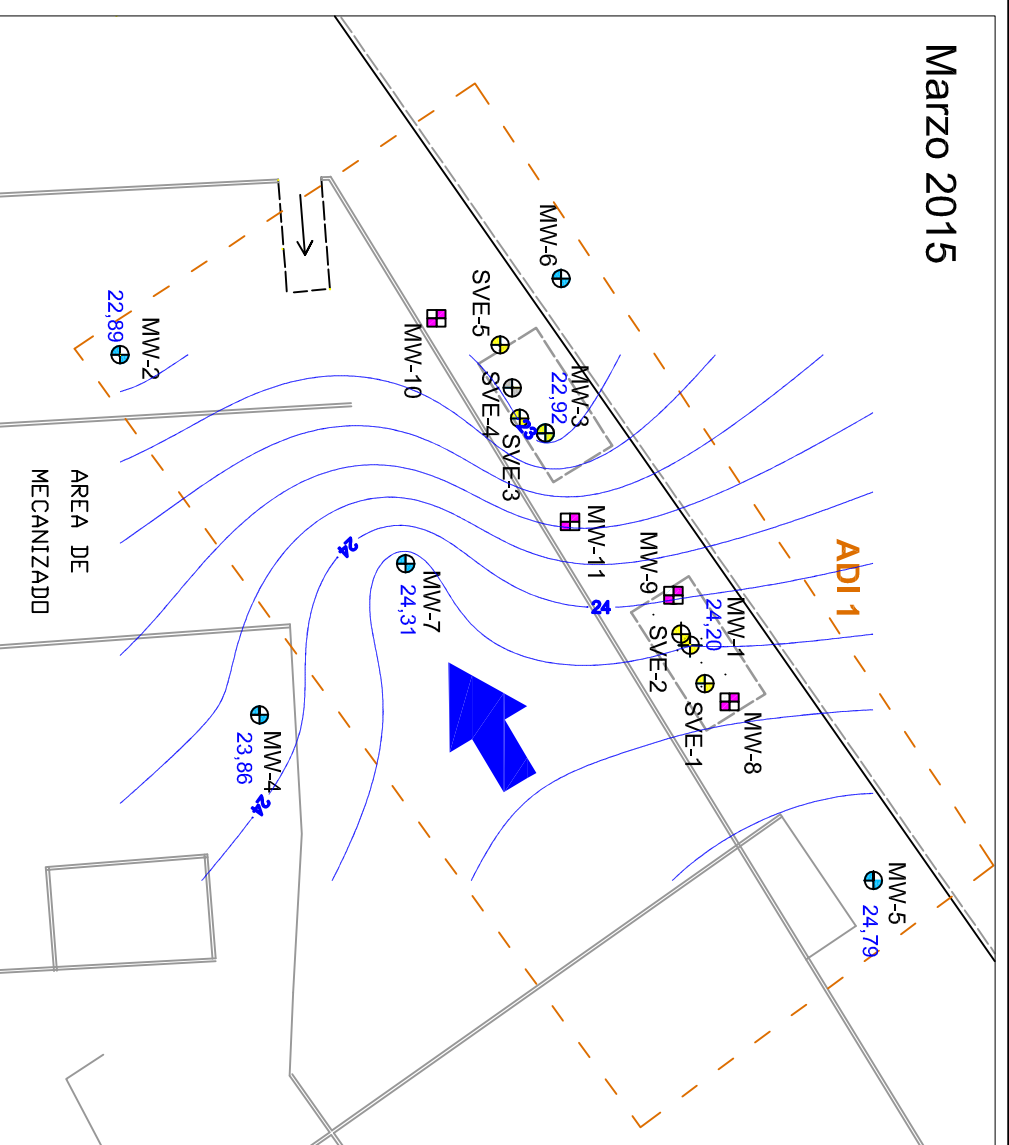 Marzo 2015
ADI 1
MW-6
SVE-5
MW-10
MW-3
22,92
SVE-4
23
SVE-3
MW-11
MW-9
MW-1
24,20
SVE-2
SVE-1
MW-8
MW-5
24,79
MW-2
22,89
AREA DE
MECANIZADO
24
24
MW-7
24,31
MW-4
23,86
24